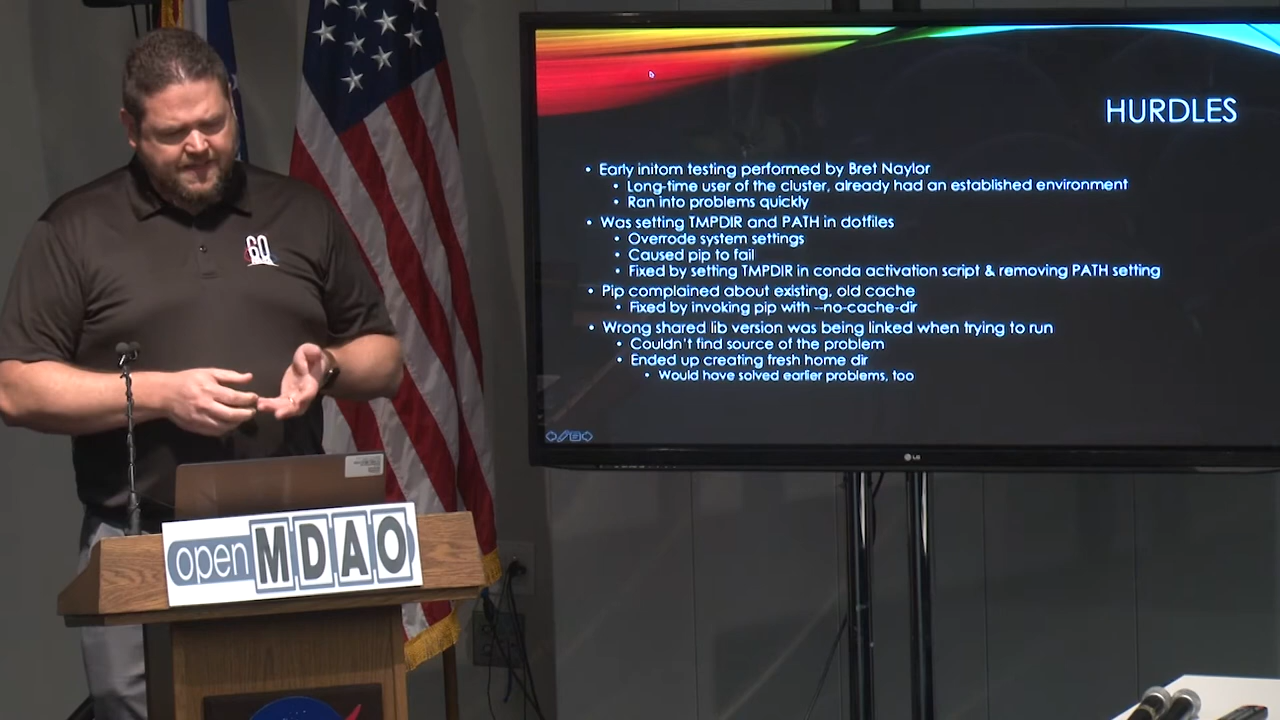 HURDLES
• Early initom testing performed by Bret Naylor
• Long-time user of the cluster, already had an established environment
• Ran into problems quickly
• Was setting TMPDIR and PATH in dotfiles
• Overrode system settings
• Caused pip to fail
• Fixed by setting TMPDIR in conda activation script & removing PATH setting
• Pip complained about existing, old cache
• Fixed by invoking pip with --no-cache-dir
• Wrong shared lib version was being linked when trying to run
• Couldn't find source of the problem
• Ended up creating fresh home dir
• Would have solved earlier problems, too
LG
60
open MDAO